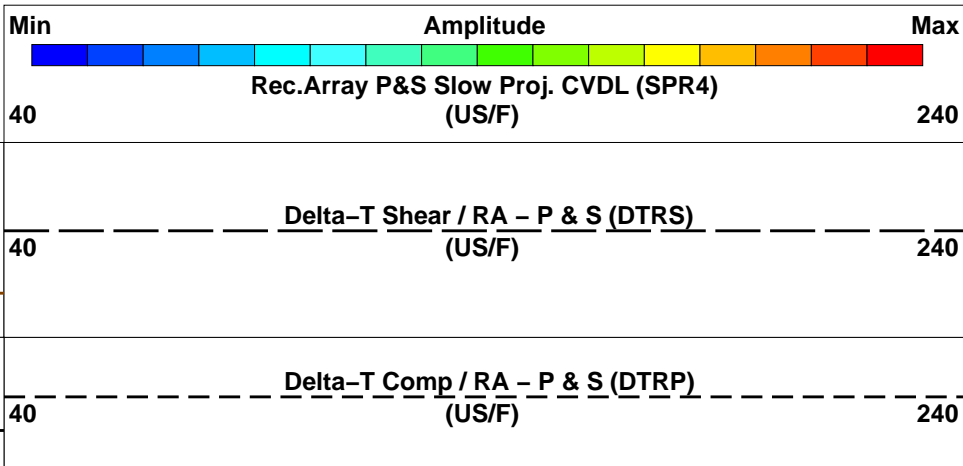 Min Amplitude Max
Rec.Array P&S Slow Proj. CVDL (SPR4)
40 (US/F) 240
Delta−T Shear / RA − P & S (DTRS)
40 (US/F) 240
Delta−T Comp / RA − P & S (DTRP)
40 (US/F) 240